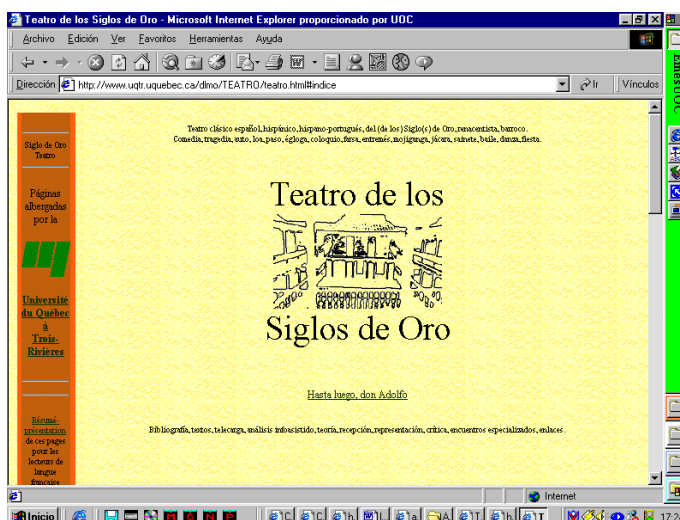 Teatro de los Siglos de Oro - Microsoft Internet Explorer proporcionado por UOC
Archivo Edición Ver Favoritos Herramientas Ayuda
Dirección http://www.uqtr.uquebec.ca/dlmo/TEATRO/teatro.html#indice Ir Vínculos
Teatro clásico español, hispánico, hispano-portugués, del (de los) Siglo(s) de Oro, renacentista, barroco.
Comedia, tragedia, auto, loa, paso, égloga, coloquio, farsa, entremés, mojiganga, jácara, sainete, baile, danza, fiesta.
Siglo de Oro
Teatro
Páginas
albergadas
por la
Université
du Québec
à
Trois-
Rivières
Résumé-
présentation
de ces pages
pour les
lecteurs de
langue
française
Teatro de los
Siglos de Oro
Hasta luego, don Adolfo
Bibliografía, textos, telecarga, análisis infoasistido, teoría, recepción, representación, crítica, encuentros especializados, enlaces.
Internet
Inicio
17:2